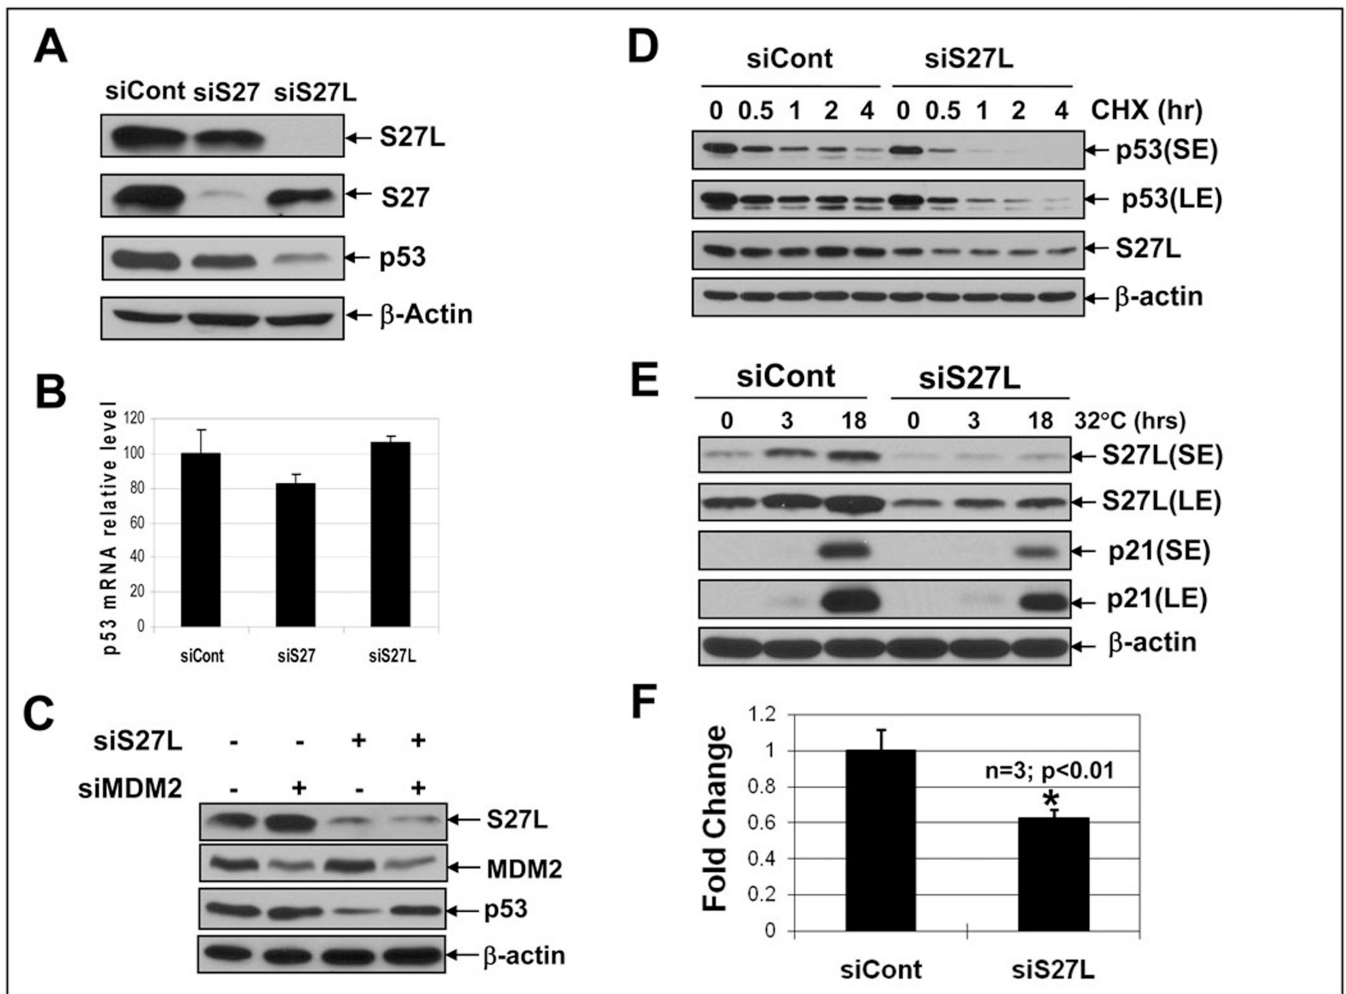 A
siCont siS27 siS27L
S27L
S27
p53
β-Actin
B
p53 mRNA relative level
120
100
80
60
40
20
0
siCont siS27 siS27L
C
siS27L - - + +
siMDM2 - + - +
S27L
MDM2
p53
β-actin
D
siCont siS27L
0 0.5 1 2 4 0 0.5 1 2 4 CHX (hr)
p53(SE)
p53(LE)
S27L
β-actin
E
siCont siS27L
0 3 18 0 3 18 32°C (hrs)
S27L(SE)
S27L(LE)
p21(SE)
p21(LE)
β-actin
F
Fold Change
1.2
1
0.8
0.6
0.4
0.2
0
n=3; p<0.01
*
siCont siS27L